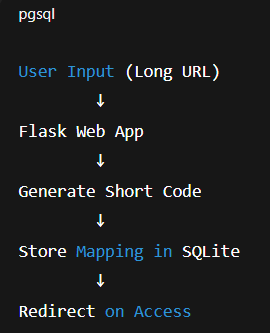 pgsql
User Input (Long URL)
↓
Flask Web App
↓
Generate Short Code
↓
Store Mapping in SQLite
↓
Redirect on Access